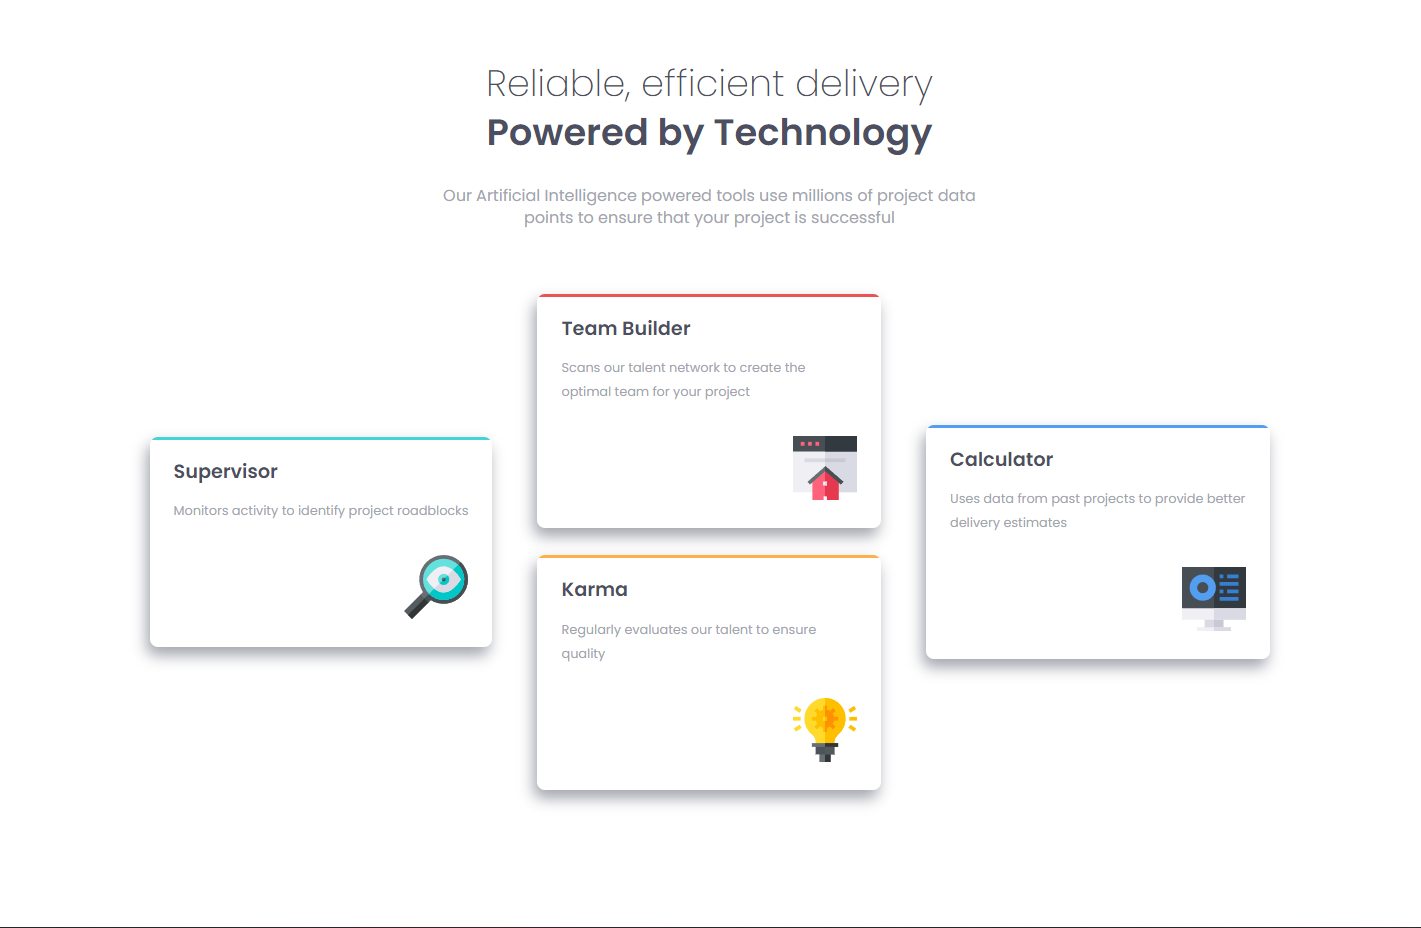 Reliable, efficient delivery
Powered by Technology
Our Artificial Intelligence powered tools use millions of project data
points to ensure that your project is successful
Supervisor
Monitors activity to identify project roadblocks
Team Builder
Scans our talent network to create the
optimal team for your project
Karma
Regularly evaluates our talent to ensure
quality
Calculator
Uses data from past projects to provide better
delivery estimates